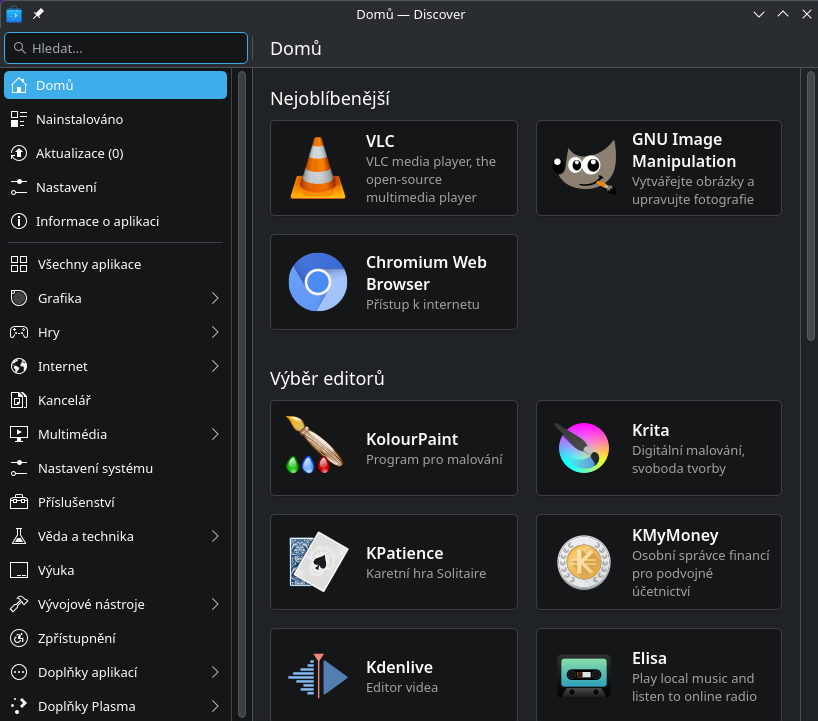 Domů — Discover
Hledat...
Domů
Domů
Nainstalováno
Aktualizace (0)
Nastavení
Informace o aplikaci
Všechny aplikace
Grafika
Hry
Internet
Kancelář
Multimédia
Nastavení systému
Příslušenství
Věda a technika
Výuka
Vývojové nástroje
Zpřístupnění
Doplňky aplikací
Doplňky Plasma
Nejoblíbenější
VLC
VLC media player, the
open-source
multimedia player
GNU Image
Manipulation
Vytvářejte obrázky a
upravujte fotografie
Chromium Web
Browser
Přístup k internetu
Výběr editorů
KolourPaint
Program pro malování
Krita
Digitální malování,
svoboda tvorby
KPatience
Karetní hra Solitaire
KMyMoney
Osobní správce financí
pro podvojné
účetnictví
Kdenlive
Editor videa
Elisa
Play local music and
listen to online radio